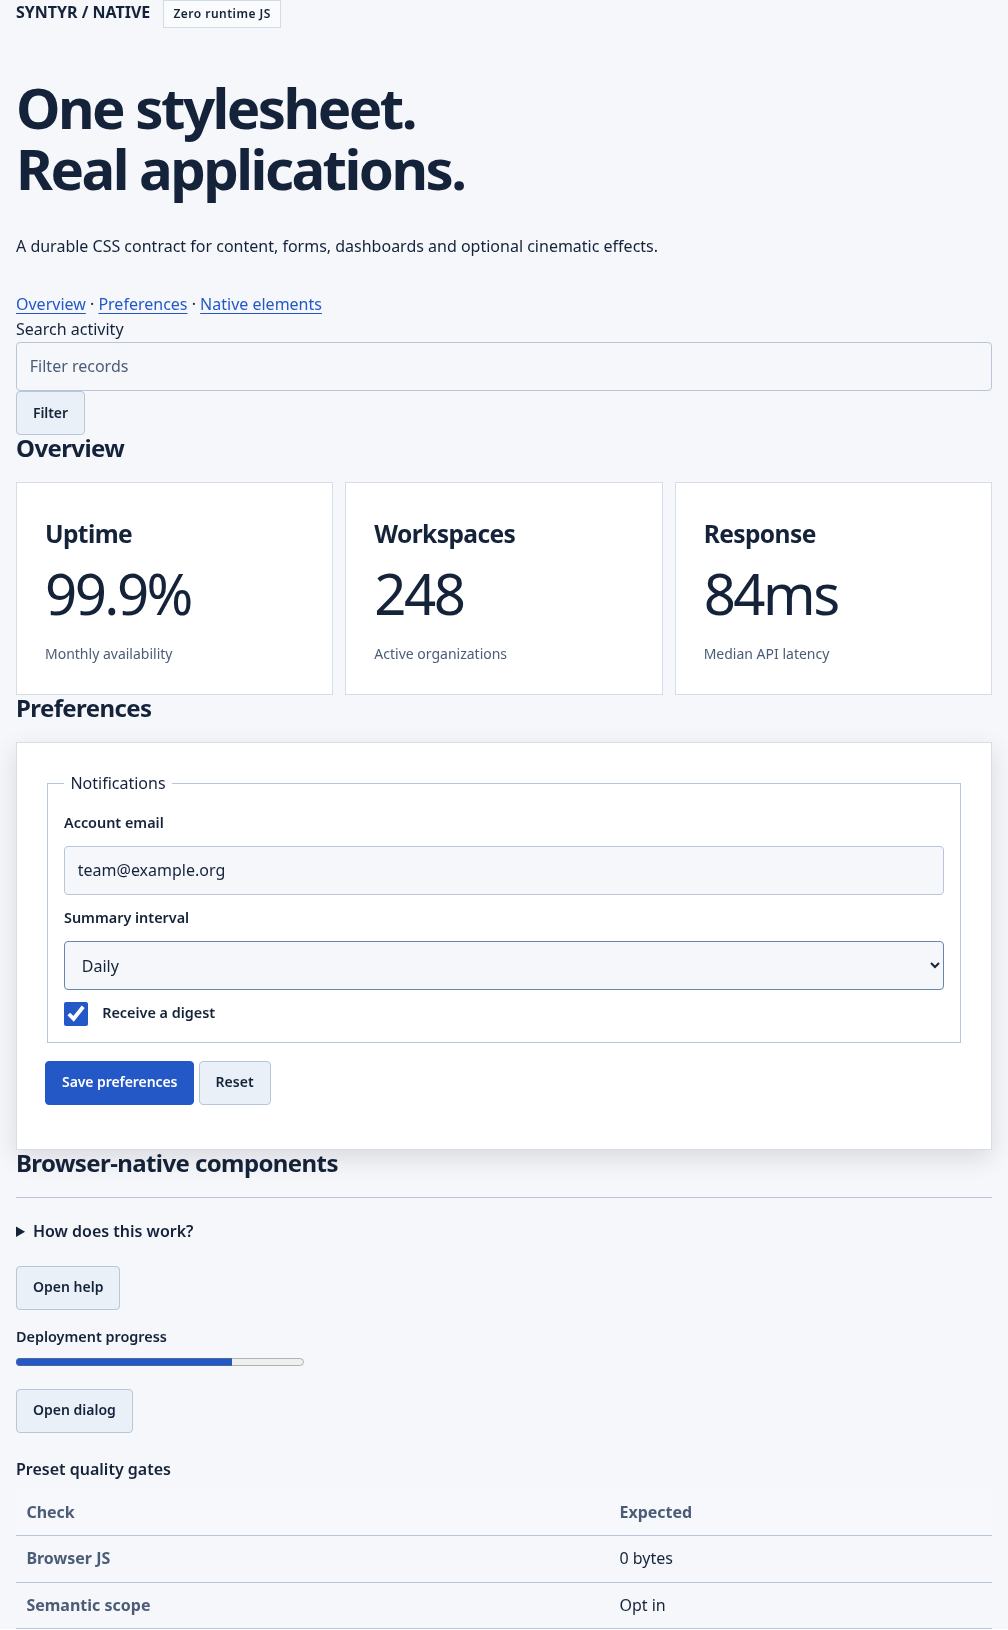 SYNTYR / NATIVE Zero runtime JS
One stylesheet.
Real applications.
A durable CSS contract for content, forms, dashboards and optional cinematic effects.
Overview · Preferences · Native elements
Search activity
Filter records
Filter
Overview
Uptime
99.9%
Monthly availability
Workspaces
248
Active organizations
Response
84ms
Median API latency
Preferences
Notifications
Account email
team@example.org
Summary interval
Daily
Receive a digest
Save preferences Reset
Browser-native components
How does this work?
Open help
Deployment progress
Open dialog
Preset quality gates
Check Expected
Browser JS 0 bytes
Semantic scope Opt in